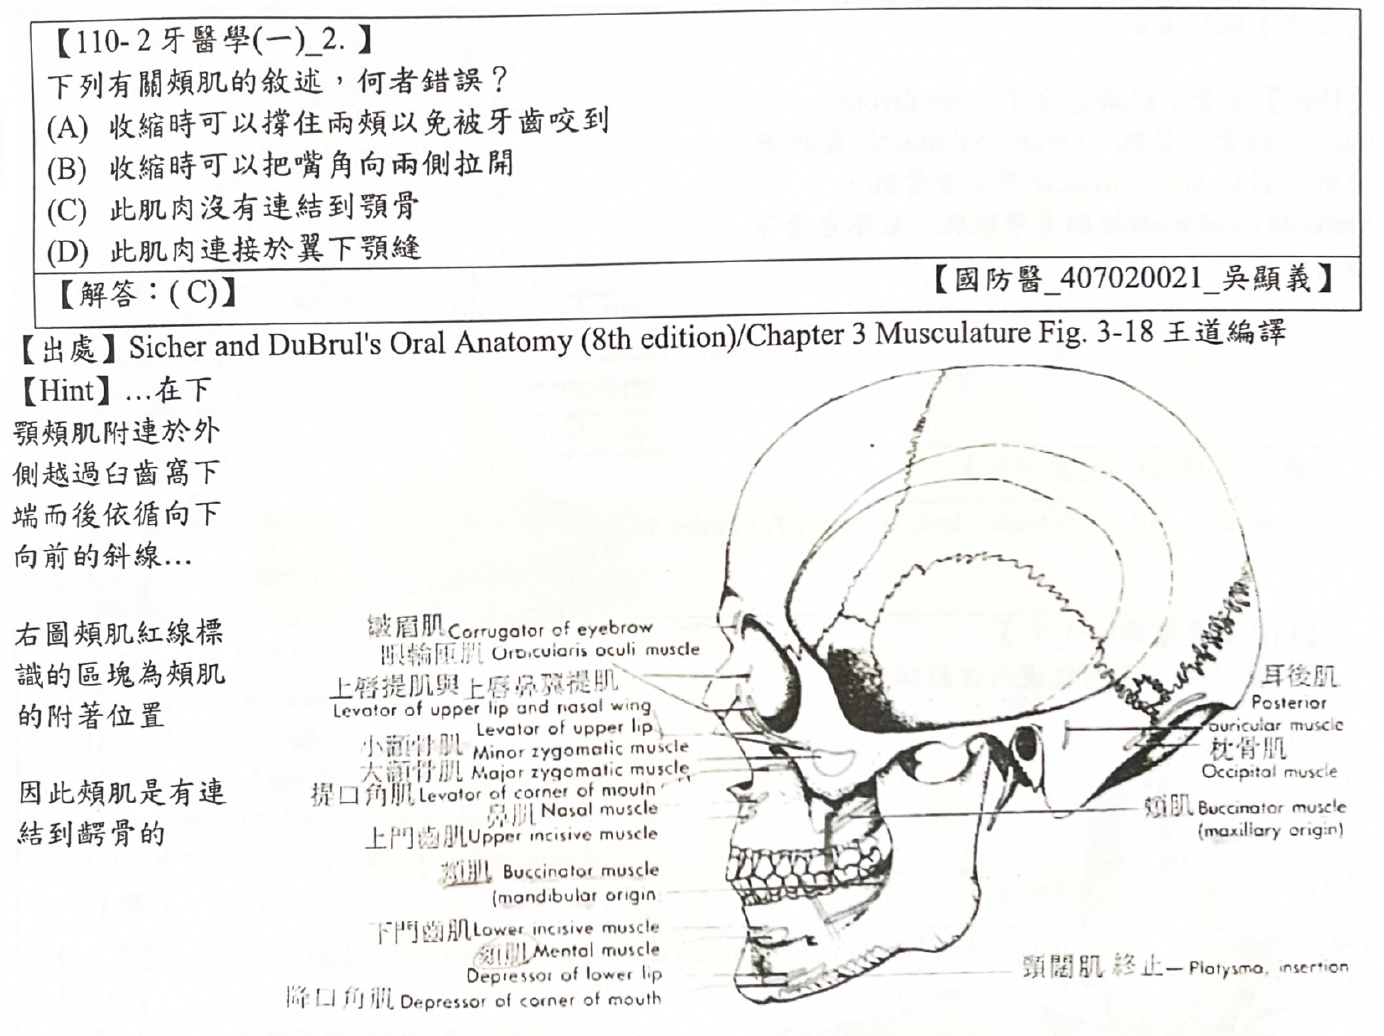 【110-2 牙醫學(一)_2. 】
下列有關頰肌的敘述，何者錯誤？
(A) 收縮時可以撐住兩頰以免被牙齒咬到
(B) 收縮時可以把嘴角向兩側拉開
(C) 此肌肉沒有連結到顎骨
(D) 此肌肉連接於翼下顎縫
【解答：( C)】
【國防醫_407020021_吳顯義】
【出處】Sicher and DuBrul's Oral Anatomy (8th edition)/Chapter 3 Musculature Fig. 3-18 王道編譯
【Hint】…在下
顎頰肌附連於外
側越過臼齒窩下
端而後依循向下
向前的斜線…
右圖頰肌紅線標
識的區塊為頰肌
的附著位置
因此頰肌是有連
結到齶骨的
皺眉肌 Corrugator of eyebrow
眼輪匝肌 Orbicularis oculi muscle
上唇提肌與上唇鼻翼提肌
Levator of upper lip and nasal wing
Levator of upper lip
小顴骨肌 Minor zygomatic muscle
大顴骨肌 Major zygomatic muscle
提口角肌 Levator of corner of mouth
鼻肌 Nasal muscle
上門齒肌 Upper incisive muscle
頰肌 Buccinator muscle
(mandibular origin
下門齒肌 Lower incisive muscle
頦肌 Mental muscle
Depressor of lower lip
降口角肌 Depressor of corner of mouth
耳後肌
Posterior
auricular muscle
枕骨肌
Occipital muscle
頰肌 Buccinator muscle
(maxillary origin)
頸闊肌 終止 — Platysma, insertion